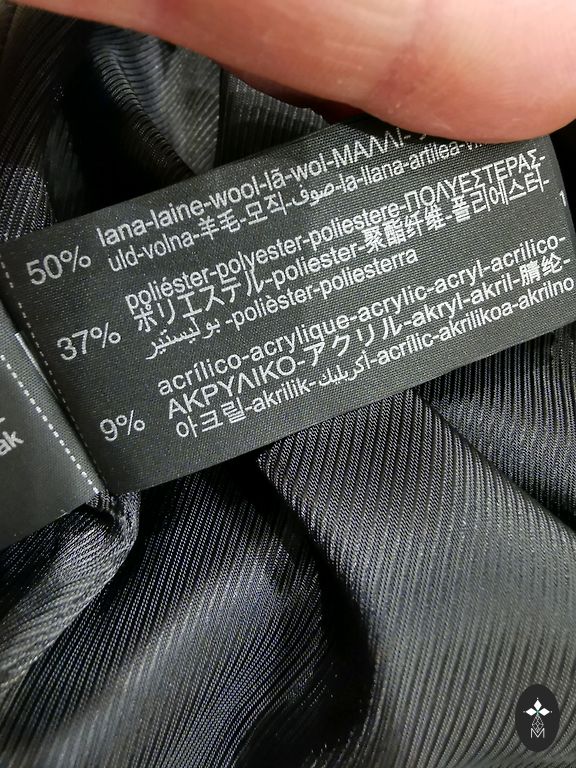 50% lana-laine-wool-lã-wol-ΜΑΛΛΙ-
uld-volna-羊毛-모직-صوف-la-llana-artilea-
37% poliéster-polyester-poliestere-ΠΟΛΥΕΣΤΕΡΑΣ-
ポリエステル-poliester-聚酯纤维-폴리에스터-
بوليستير-polièster-poliesterra
9% acrílico-acrylique-acrylic-acryl-acrilico-
ΑΚΡΥΛΙΚΟ-アクリル-akryl-akril-腈纶-
아크릴-akrilik-اكريليك-acrílic-akrilikoa-akrilno
ak
M